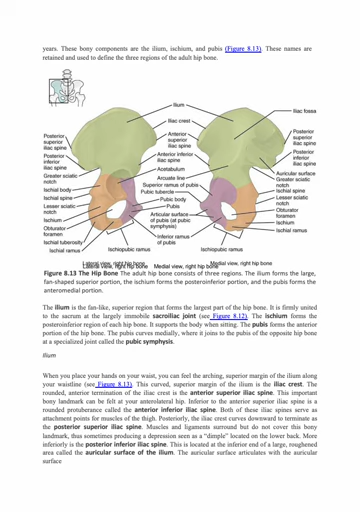 years. These bony components are the ilium, ischium, and pubis (Figure 8.13). These names are
retained and used to define the three regions of the adult hip bone.
Ilium
Iliac crest
Iliac fossa
Posterior
superior
iliac spine
Posterior
inferior
iliac spine
Greater sciatic
notch
Ischial body
Ischial spine
Lesser sciatic
notch
Ischium
Obturator
foramen
Ischial tuberosity
Ischial ramus
Anterior
superior
iliac spine
Anterior inferior
iliac spine
Acetabulum
Arcuate line
Superior ramus of pubis
Pubic tubercle
Pubic body
Pubis
Articular surface
of pubis (at pubic
symphysis)
Inferior ramus
of pubis
Ischiopubic ramus
Posterior
superior
iliac spine
Posterior
inferior
iliac spine
Auricular surface
Greater sciatic
notch
Ischial spine
Lesser sciatic
notch
Obturator
foramen
Ischium
Ischial ramus
Ischiopubic ramus
Lateral view, right hip bone
Medial view, right hip bone
Lateral view, right hip bone Medial view, right hip bone
Figure 8.13 The Hip Bone The adult hip bone consists of three regions. The ilium forms the large,
fan-shaped superior portion, the ischium forms the posteroinferior portion, and the pubis forms the
anteromedial portion.
The ilium is the fan-like, superior region that forms the largest part of the hip bone. It is firmly united
to the sacrum at the largely immobile sacroiliac joint (see Figure 8.12). The ischium forms the
posteroinferior region of each hip bone. It supports the body when sitting. The pubis forms the anterior
portion of the hip bone. The pubis curves medially, where it joins to the pubis of the opposite hip bone
at a specialized joint called the pubic symphysis.
Ilium
When you place your hands on your waist, you can feel the arching, superior margin of the ilium along
your waistline (see Figure 8.13). This curved, superior margin of the ilium is the iliac crest. The
rounded, anterior termination of the iliac crest is the anterior superior iliac spine. This important
bony landmark can be felt at your anterolateral hip. Inferior to the anterior superior iliac spine is a
rounded protuberance called the anterior inferior iliac spine. Both of these iliac spines serve as
attachment points for muscles of the thigh. Posteriorly, the iliac crest curves downward to terminate as
the posterior superior iliac spine. Muscles and ligaments surround but do not cover this bony
landmark, thus sometimes producing a depression seen as a “dimple” located on the lower back. More
inferiorly is the posterior inferior iliac spine. This is located at the inferior end of a large, roughened
area called the auricular surface of the ilium. The auricular surface articulates with the auricular
surface